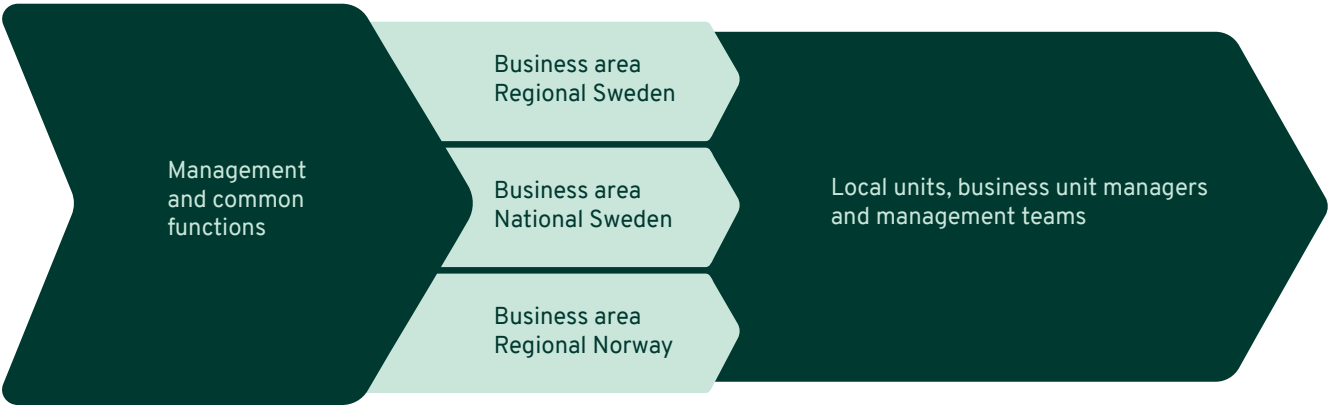 Management
and common
functions
Business area
Regional Sweden
Business area
National Sweden
Business area
Regional Norway
Local units, business unit managers
and management teams